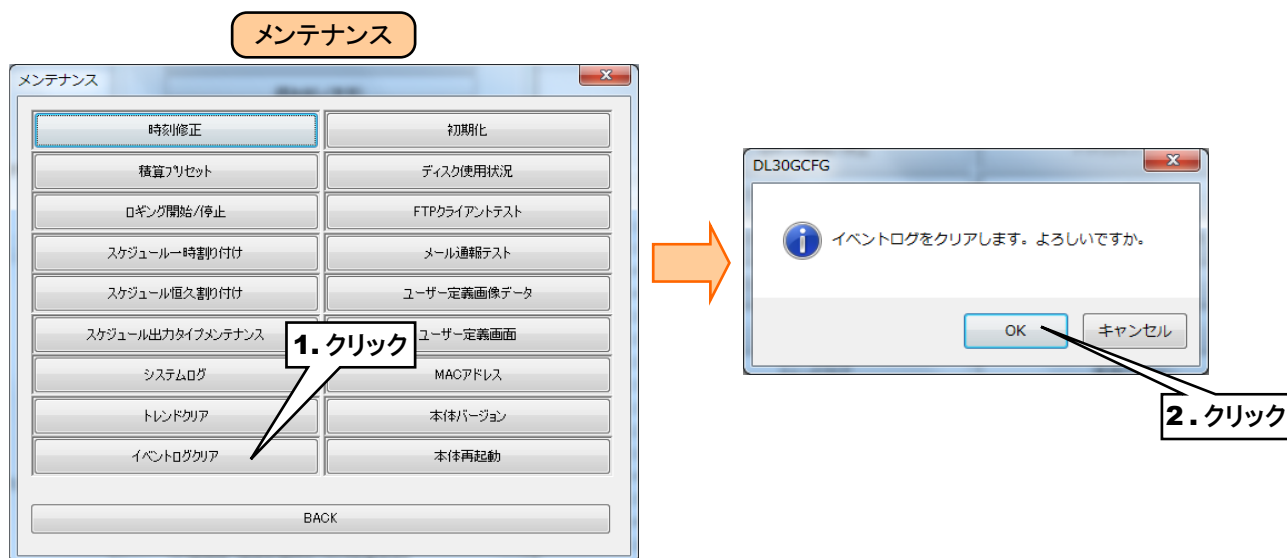 メンテナンス
メンテナンス
時刻修正
初期化
積算プリセット
ディスク使用状況
ロギング開始/停止
FTPクライアントテスト
スケジュール一時割り付け
メール通報テスト
スケジュール恒久割り付け
ユーザー定義画像データ
スケジュール出力タイプメンテナンス
ユーザー定義画面
1.クリック
システムログ
MACアドレス
トレンドクリア
本体バージョン
イベントログクリア
本体再起動
BACK
DL30GCFG
イベントログをクリアします。よろしいですか。
OK
キャンセル
2.クリック